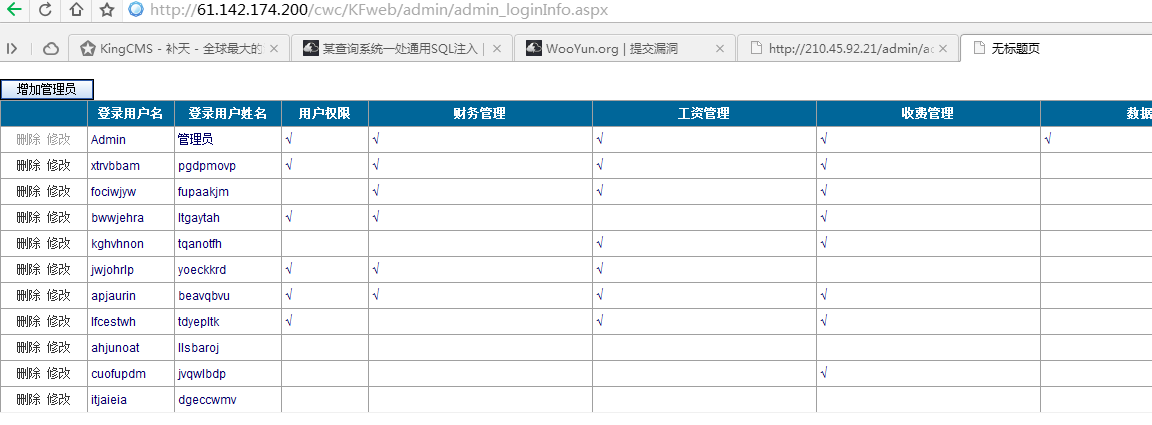 http://61.142.174.200/cwc/KFweb/admin/admin_loginInfo.aspx
KingCMS - 补天 - 全球最大的 某查询系统一处通用SQL注入 | WooYun.org | 提交漏洞 http://210.45.92.21/admin/ac 无标题页
增加管理员
登录用户名 登录用户姓名 用户权限 财务管理 工资管理 收费管理 数据
删除 修改 Admin 管理员 √ √ √ √ √
删除 修改 xtrvbbam pgdpmovp √ √ √ √
删除 修改 fociwjyw fupaakjm √ √ √
删除 修改 bwwjehra ltgaytah √ √ √
删除 修改 kghvhnon tqanotfh √ √
删除 修改 jwjohrlp yoeckkrd √ √ √
删除 修改 apjaurin beavqbvu √ √ √ √
删除 修改 lfcestwh tdyepltk √ √ √
删除 修改 ahjunoat llsbaroj
删除 修改 cuofupdm jvqwlbdp √
删除 修改 itjaieia dgeccwmv